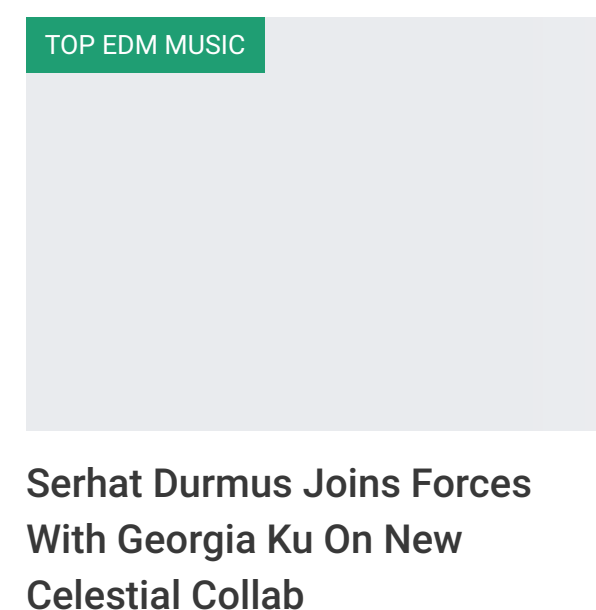 TOP EDM MUSIC
Serhat Durmus Joins Forces
With Georgia Ku On New
Celestial Collab